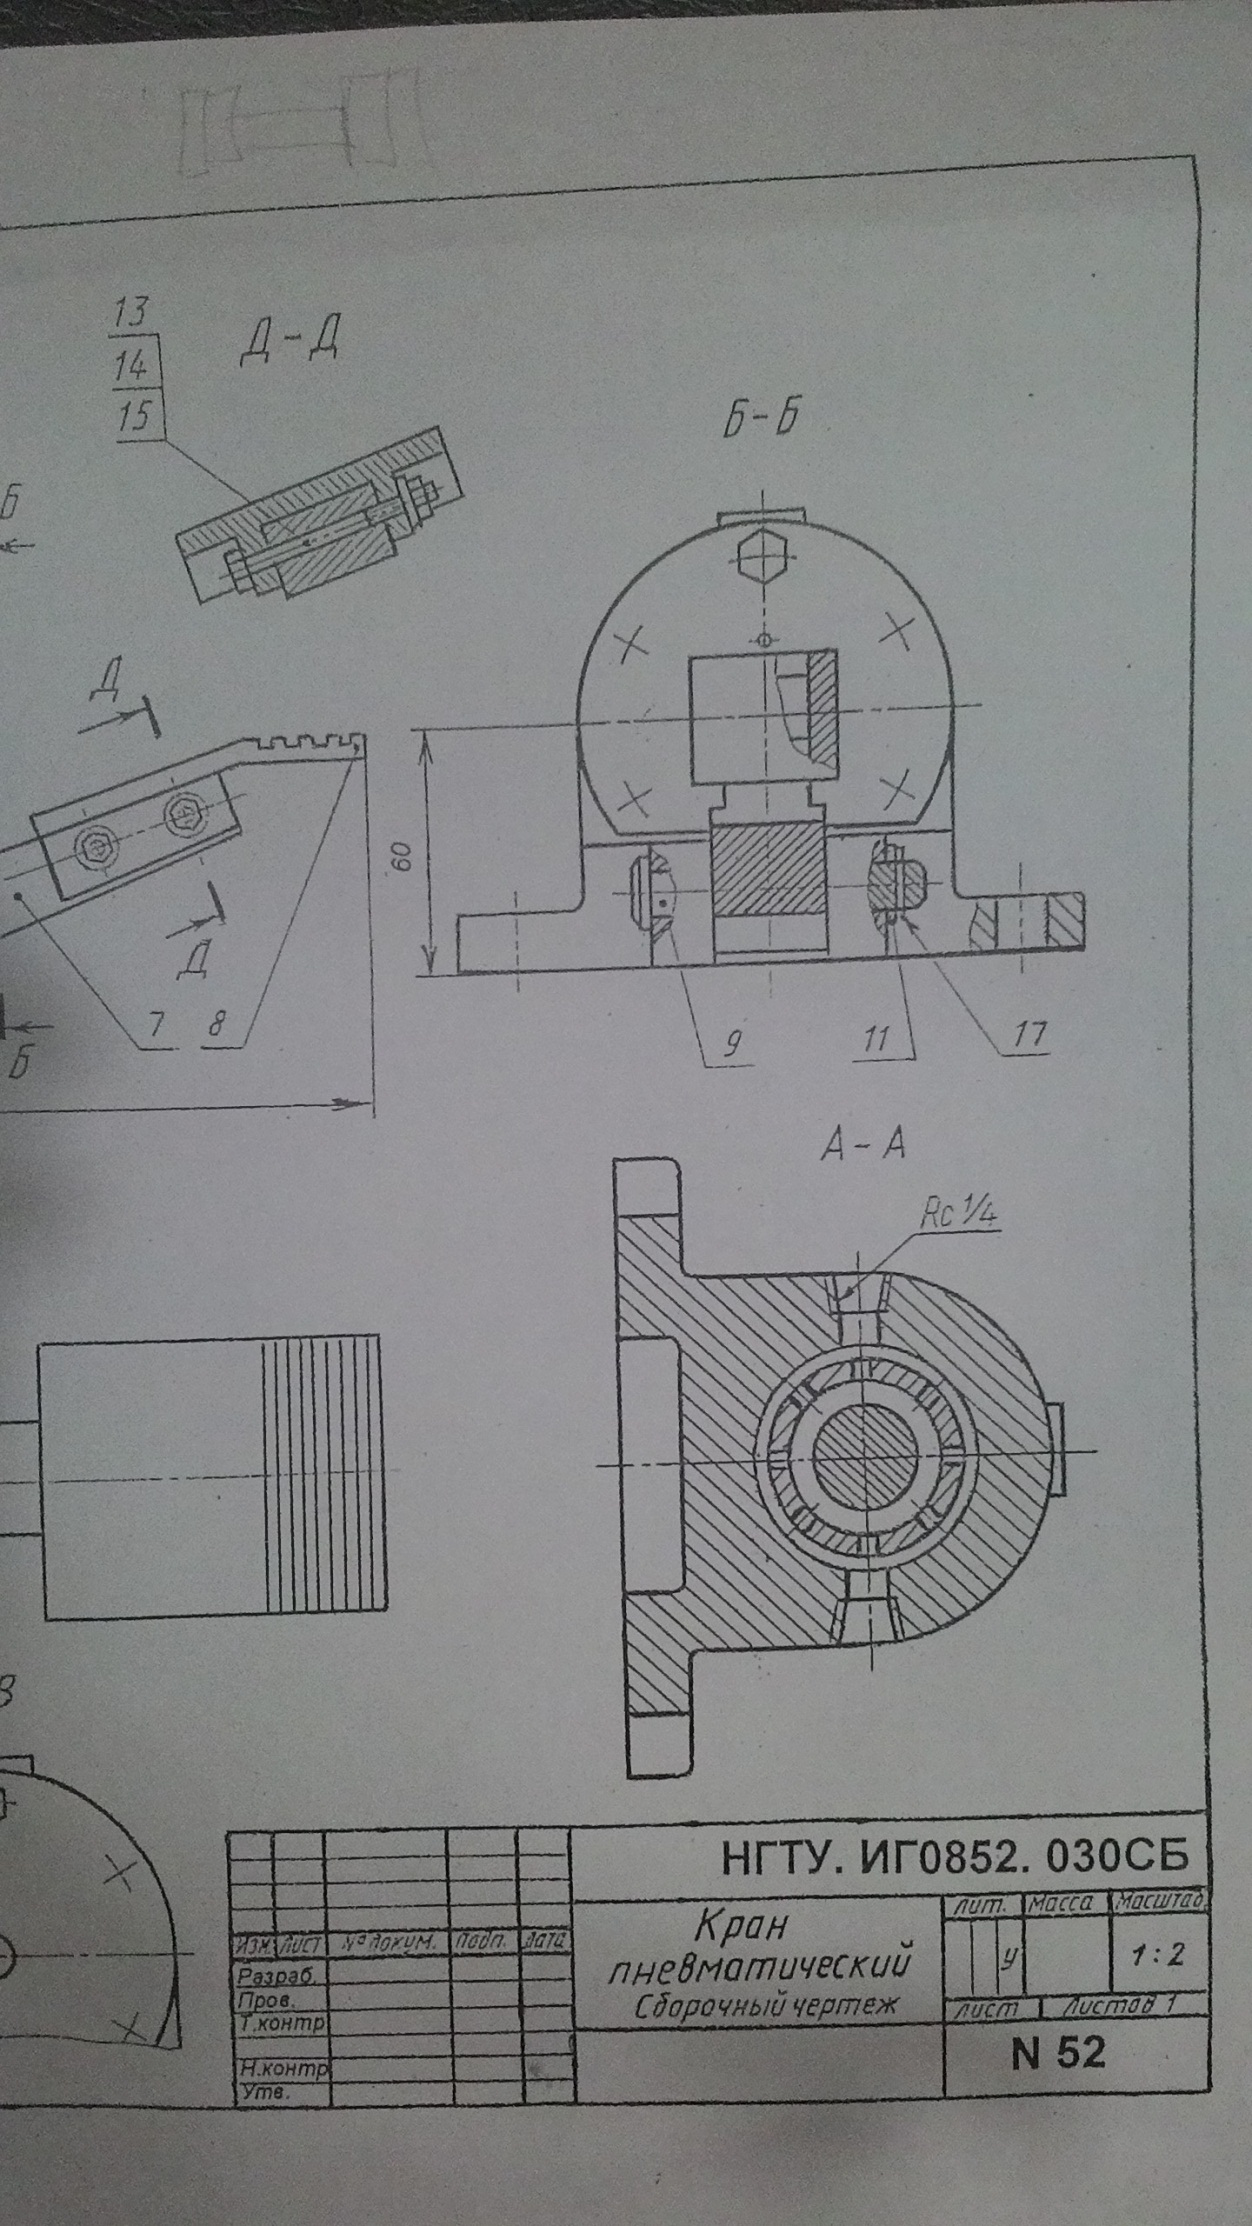 13
14
15
Д-Д
Б-Б
Б
Д
Д
60
7
8
Б
9
11
17
А-А
Rc 1/4
В
НГТУ. ИГ0852. 030СБ
Кран
пневматический
Сборочный чертеж
Лит.
Масса
Масштаб
у
1:2
Лист
Листов 1
N 52
Изм.
Лист
№ докум.
Подп.
Дата
Разраб.
Пров.
Т.контр
Н.контр
Утв.